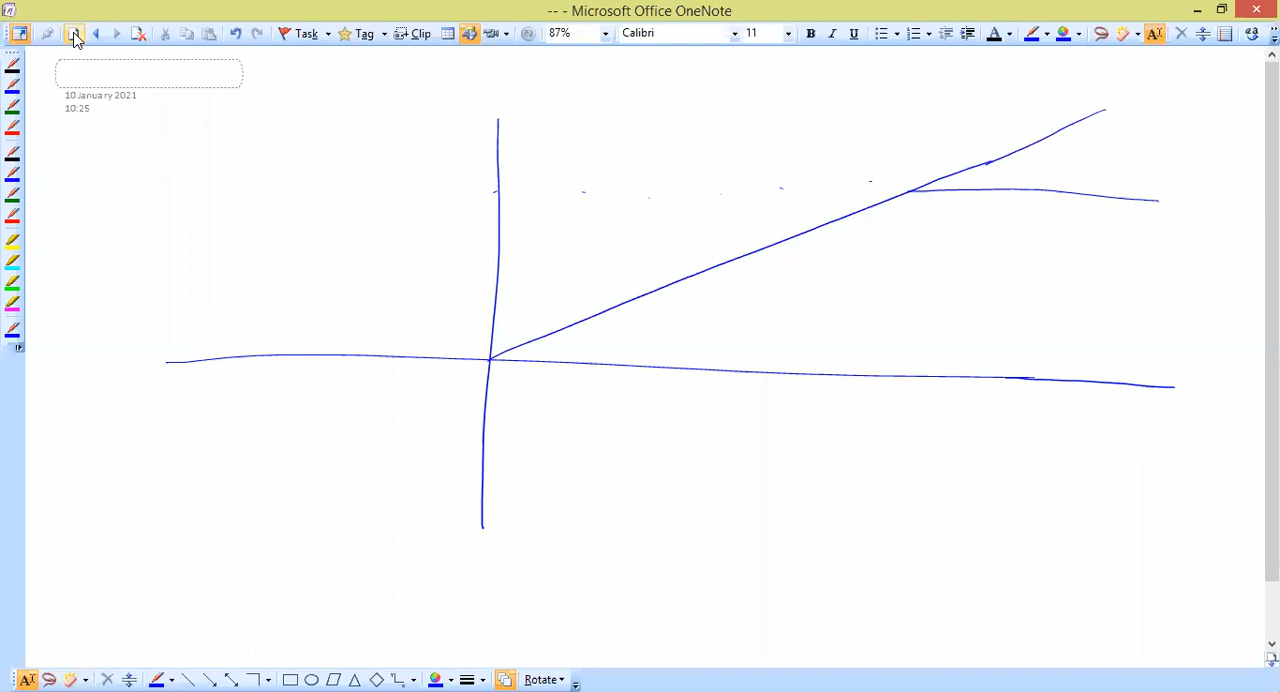 -- - Microsoft Office OneNote
Task Tag Clip 87% Calibri 11 B I U A A
10 January 2021
10:25
A Rotate